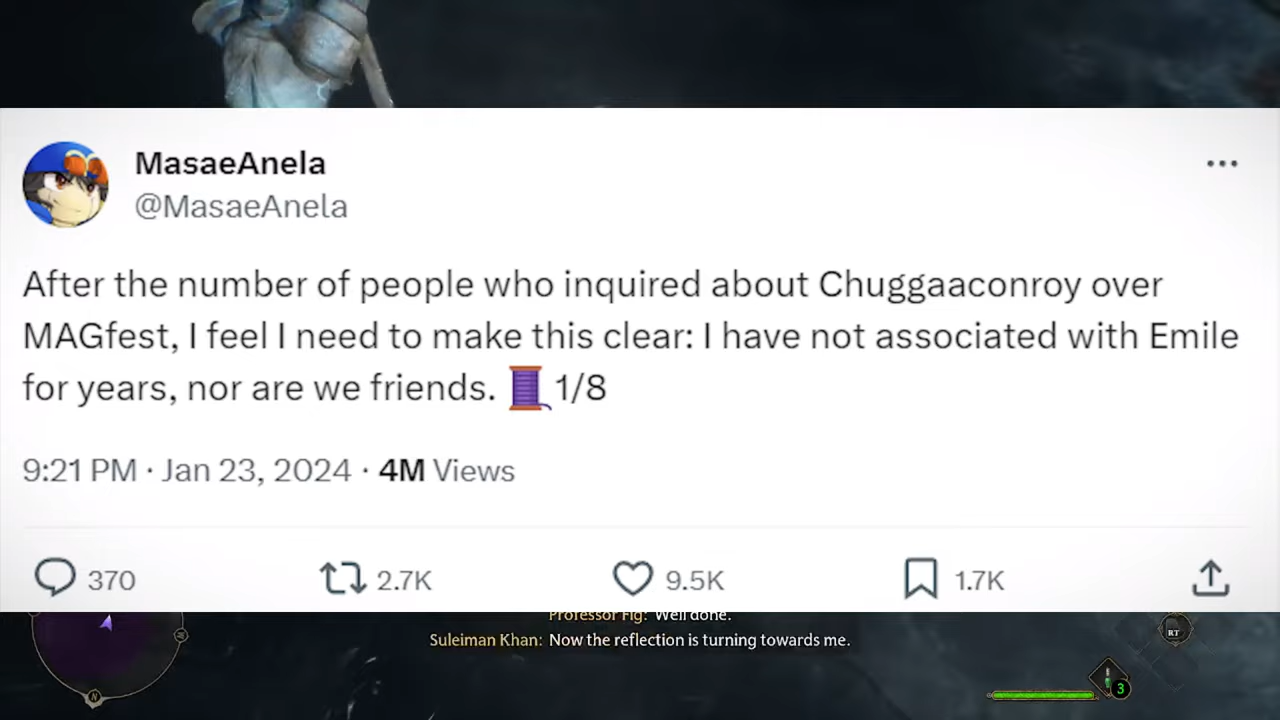 MasaeAnela
@MasaeAnela
After the number of people who inquired about Chuggaaconroy over
MAGfest, I feel I need to make this clear: I have not associated with Emile
for years, nor are we friends. 🧵 1/8
9:21 PM · Jan 23, 2024 · 4M Views
370 2.7K 9.5K 1.7K
Professor Fig: Well done.
Suleiman Khan: Now the reflection is turning towards me.
RT
N
3